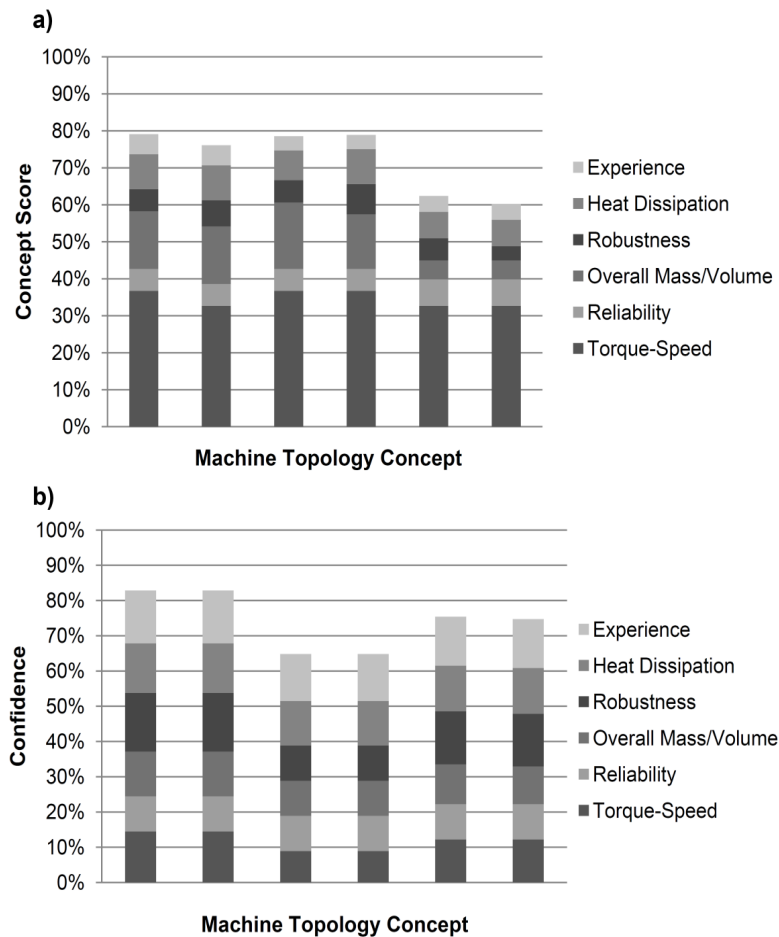 a)
100%
90%
80%
70%
60%
50%
40%
30%
20%
10%
0%
Concept Score
Experience
Heat Dissipation
Robustness
Overall Mass/Volume
Reliability
Torque-Speed
Machine Topology Concept
b)
100%
90%
80%
70%
60%
50%
40%
30%
20%
10%
0%
Confidence
Experience
Heat Dissipation
Robustness
Overall Mass/Volume
Reliability
Torque-Speed
Machine Topology Concept